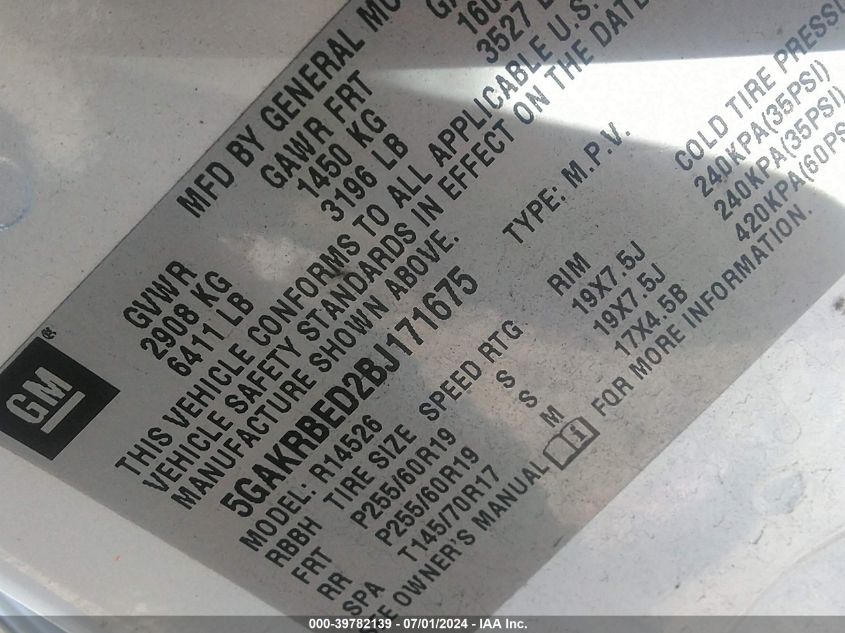 GM
MFD BY GENERAL MO
GVWR GAWR FRT
2908 KG 1450 KG
6411 LB 3196 LB 3527
THIS VEHICLE CONFORMS TO ALL APPLICABLE U.S.
VEHICLE SAFETY STANDARDS IN EFFECT ON THE DATE
MANUFACTURE SHOWN ABOVE.
5GAKRBED2BJ171675 TYPE: M.P.V.
MODEL: R14526
RBBH TIRE SIZE SPEED RTG RIM COLD TIRE PRESSU
FRT P255/60R19 S 19X7.5J 240KPA(35PSI)
RR P255/60R19 S 19X7.5J 240KPA(35PSI)
SPA T145/70R17 M 17X4.5B 420KPA(60PS
OWNER'S MANUAL i FOR MORE INFORMATION.
000-39782139 - 07/01/2024 - IAA Inc.